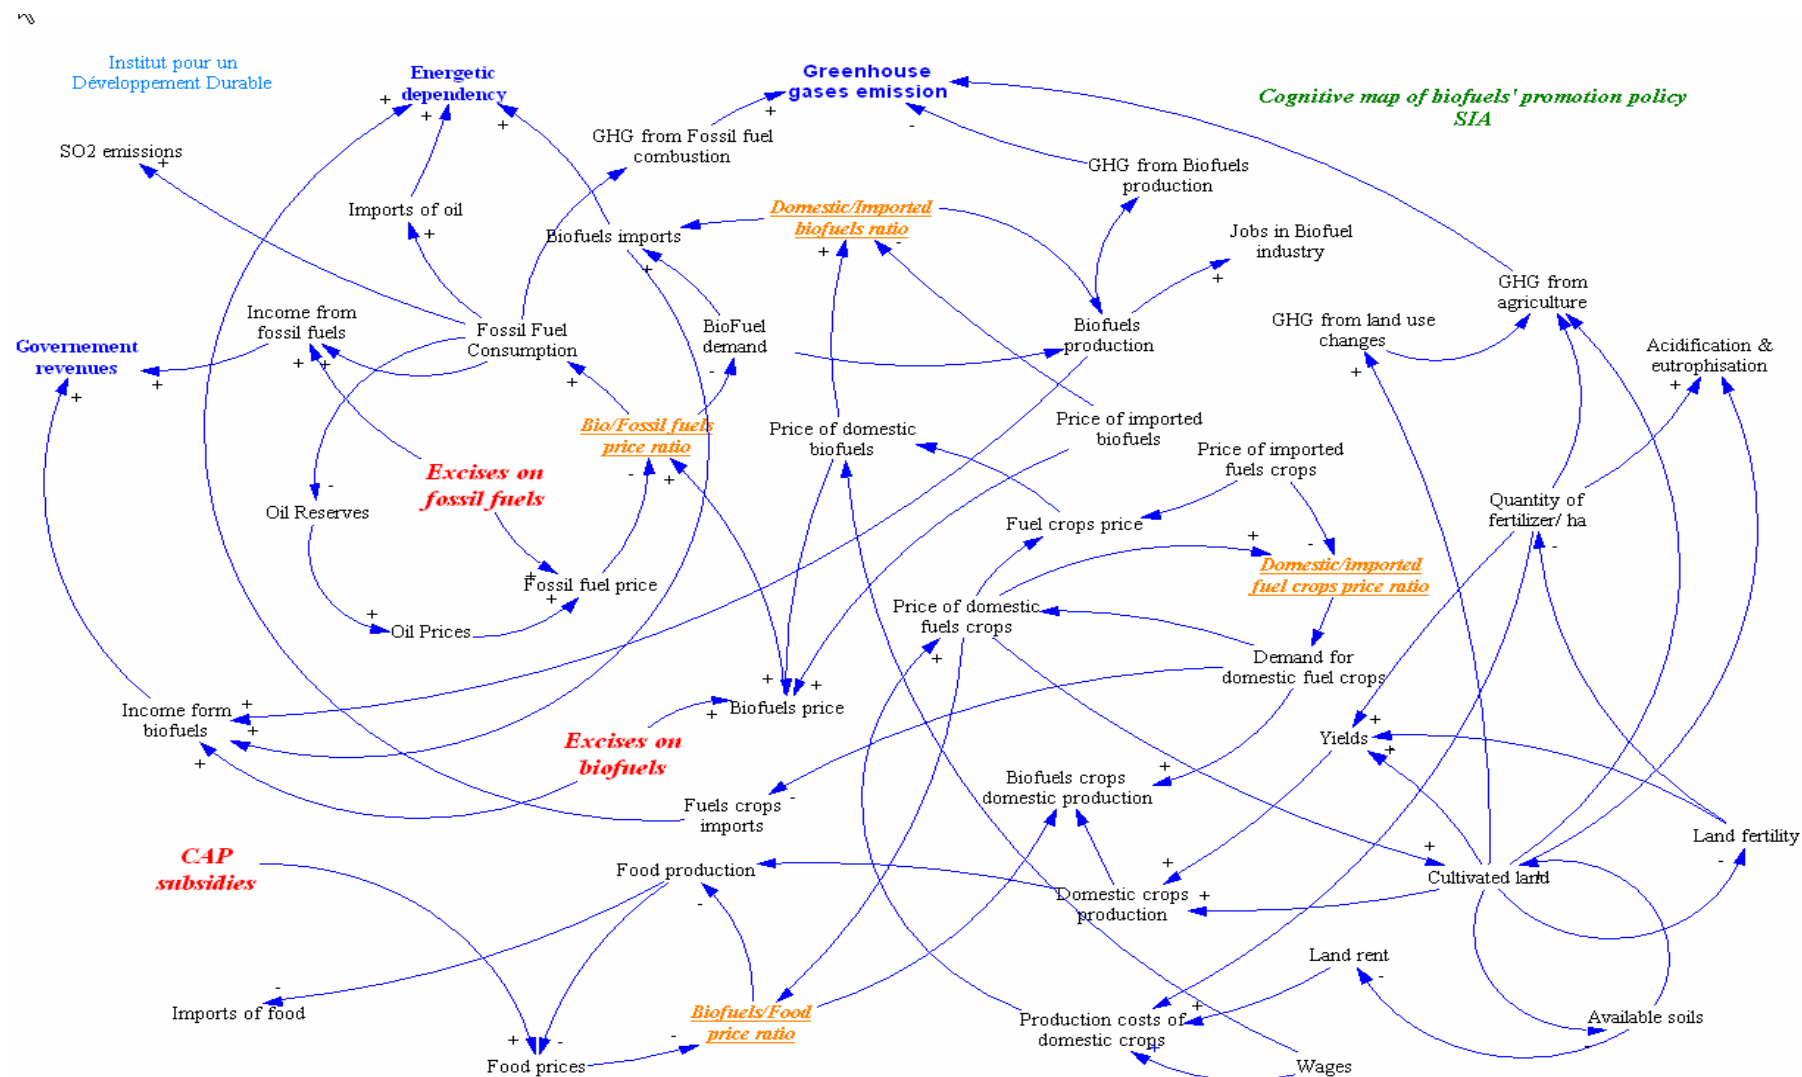 Institut pour un
Développement Durable
Energetic
dependency
Greenhouse
gases emission
Cognitive map of biofuels' promotion policy
SIA
SO2 emissions
GHG from Fossil fuel
combustion
GHG from Biofuels
production
Imports of oil
Biofuels imports
Domestic/Imported
biofuels ratio
Jobs in Biofuel
industry
GHG from
agriculture
Income from
fossil fuels
Governement
revenues
Fossil Fuel
Consumption
BioFuel
demand
Biofuels
production
GHG from land use
changes
Acidification &
eutrophisation
Bio/Fossil fuels
price ratio
Price of domestic
biofuels
Price of imported
biofuels
Price of imported
fuels crops
Excises on
fossil fuels
Oil Reserves
Fuel crops price
Quantity of
fertilizer/ ha
Fossil fuel price
Domestic/imported
fuel crops price ratio
Oil Prices
Price of domestic
fuels crops
Demand for
domestic fuel crops
Income form
biofuels
Biofuels price
Yields
Excises on
biofuels
Biofuels crops
domestic production
Fuels crops
imports
Land fertility
CAP
subsidies
Food production
Domestic crops
production
Cultivated land
Land rent
Imports of food
Biofuels/Food
price ratio
Production costs of
domestic crops
Available soils
Food prices
Wages